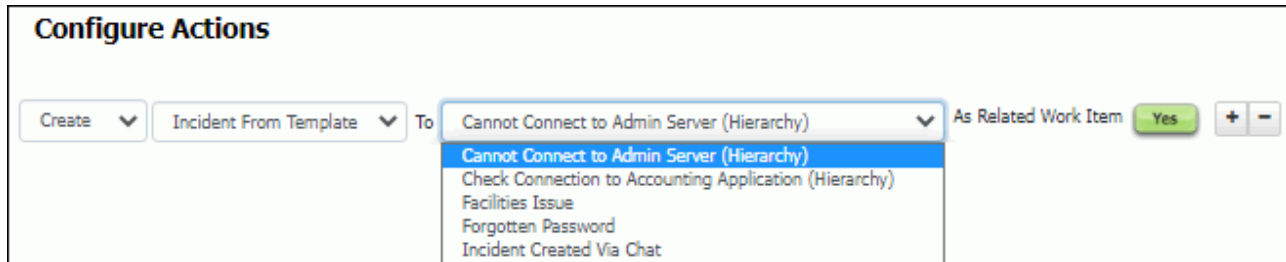 Configure Actions
Create Incident From Template To Cannot Connect to Admin Server (Hierarchy) As Related Work Item Yes + -
Cannot Connect to Admin Server (Hierarchy)
Check Connection to Accounting Application (Hierarchy)
Facilities Issue
Forgotten Password
Incident Created Via Chat